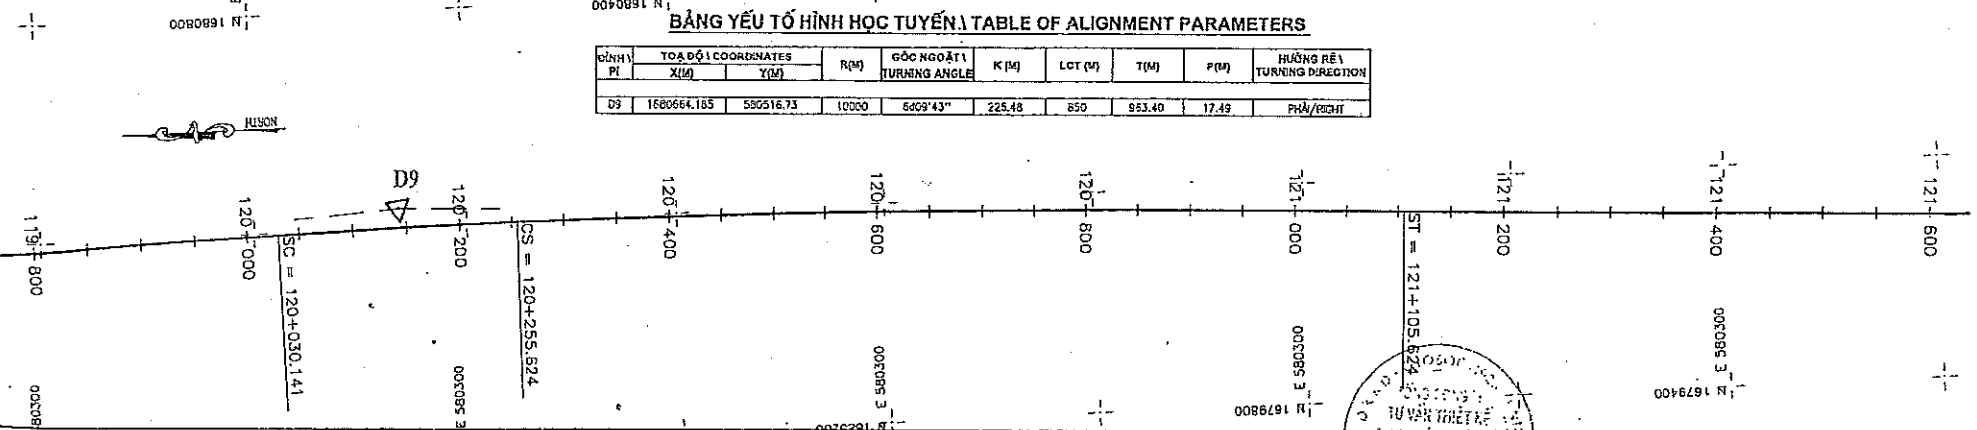 N 1680800
N 1680400
BẢNG YẾU TỐ HÌNH HỌC TUYẾN \ TABLE OF ALIGNMENT PARAMETERS
ĐỈNH \ PI
TOẠ ĐỘ \ COORDINATES
X(M)
Y(M)
R(M)
GÓC NGOẶT \
TURNING ANGLE
K (M)
LCT (M)
T(M)
P(M)
HƯỚNG RẼ \
TURNING DIRECTION
D9
1680664.185
580516.73
10000
6d09'43"
225.48
850
953.40
17.49
PHẢI/RIGHT
NORTH
D9
119+800
120+000
120+200
120+400
120+600
120+800
121+000
121+200
121+400
121+600
SC = 120+030.141
CS = 120+255.624
ST = 121+105.624
E 580300
E 580300
E 580300
N 1679800
E 580300
N 1679400
TƯ VẤN THIẾT KẾ